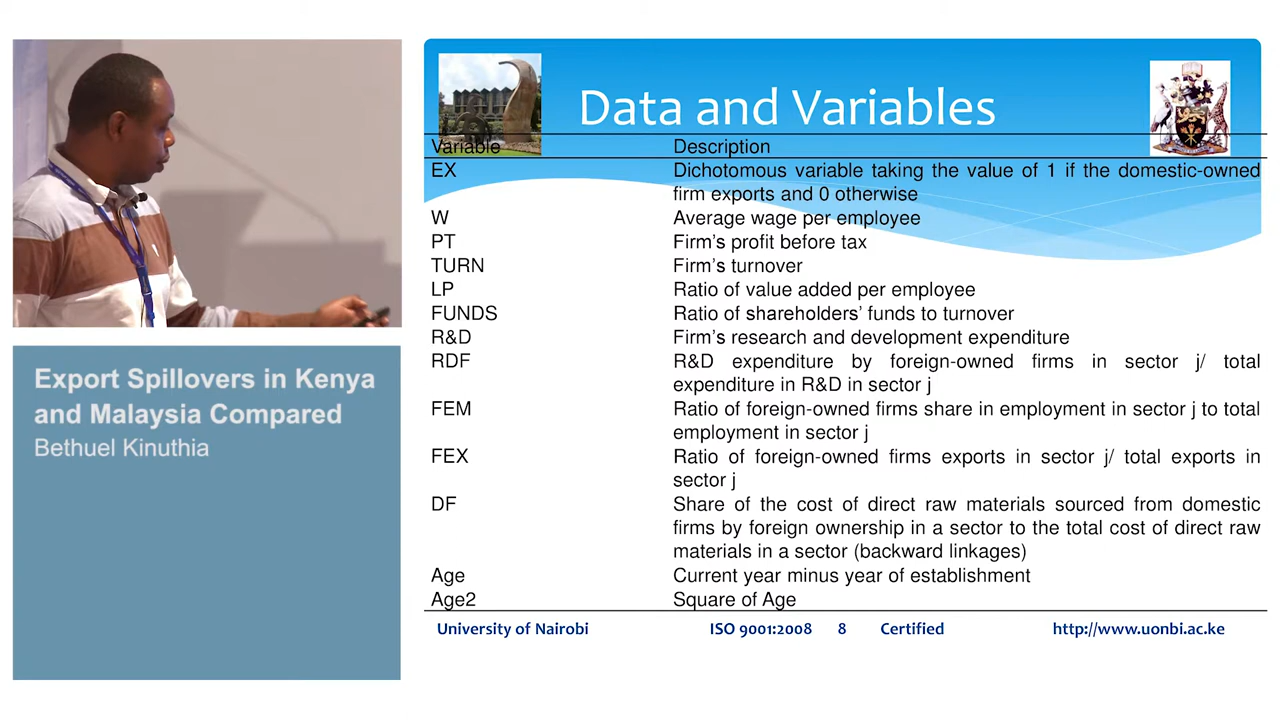 Export Spillovers in Kenya
and Malaysia Compared
Bethuel Kinuthia
Data and Variables
Variable Description
EX Dichotomous variable taking the value of 1 if the domestic-owned
firm exports and 0 otherwise
W Average wage per employee
PT Firm's profit before tax
TURN Firm's turnover
LP Ratio of value added per employee
FUNDS Ratio of shareholders' funds to turnover
R&D Firm's research and development expenditure
RDF R&D expenditure by foreign-owned firms in sector j/ total
expenditure in R&D in sector j
FEM Ratio of foreign-owned firms share in employment in sector j to total
employment in sector j
FEX Ratio of foreign-owned firms exports in sector j/ total exports in
sector j
DF Share of the cost of direct raw materials sourced from domestic
firms by foreign ownership in a sector to the total cost of direct raw
materials in a sector (backward linkages)
Age Current year minus year of establishment
Age2 Square of Age
University of Nairobi ISO 9001:2008 8 Certified http://www.uonbi.ac.ke